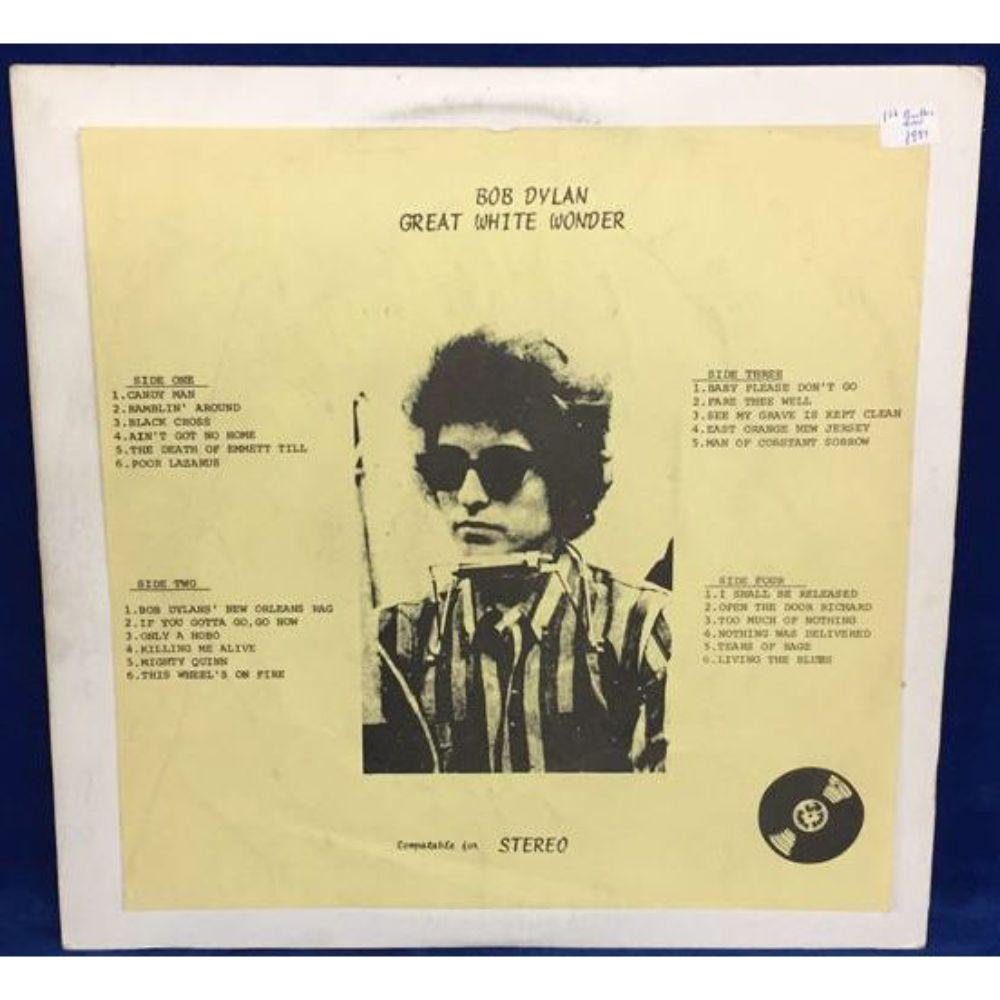 BOB DYLAN
GREAT WHITE WONDER
SIDE ONE
1.CANDY MAN
2.RAMBLIN' AROUND
3.BLACK CROSS
4.AIN'T GOT NO HOME
5.THE DEATH OF EMMETT TILL
6.POOR LAZARUS
SIDE TWO
1.BOB DYLANS' NEW ORLEANS RAG
2.IF YOU GOTTA GO,GO NOW
3.ONLY A HOBO
4.KILLING ME ALIVE
5.MIGHTY QUINN
6.THIS WHEEL'S ON FIRE
SIDE THREE
1.BABY PLEASE DON'T GO
2.FARE THEE WELL
3.SEE MY GRAVE IS KEPT CLEAN
4.EAST ORANGE NEW JERSEY
5.MAN OF CONSTANT SORROW
SIDE FOUR
1.I SHALL BE RELEASED
2.OPEN THE DOOR RICHARD
3.TOO MUCH OF NOTHING
4.NOTHING WAS DELIVERED
5.TEARS OF RAGE
6.LIVING THE BLUES
Compatable for STEREO